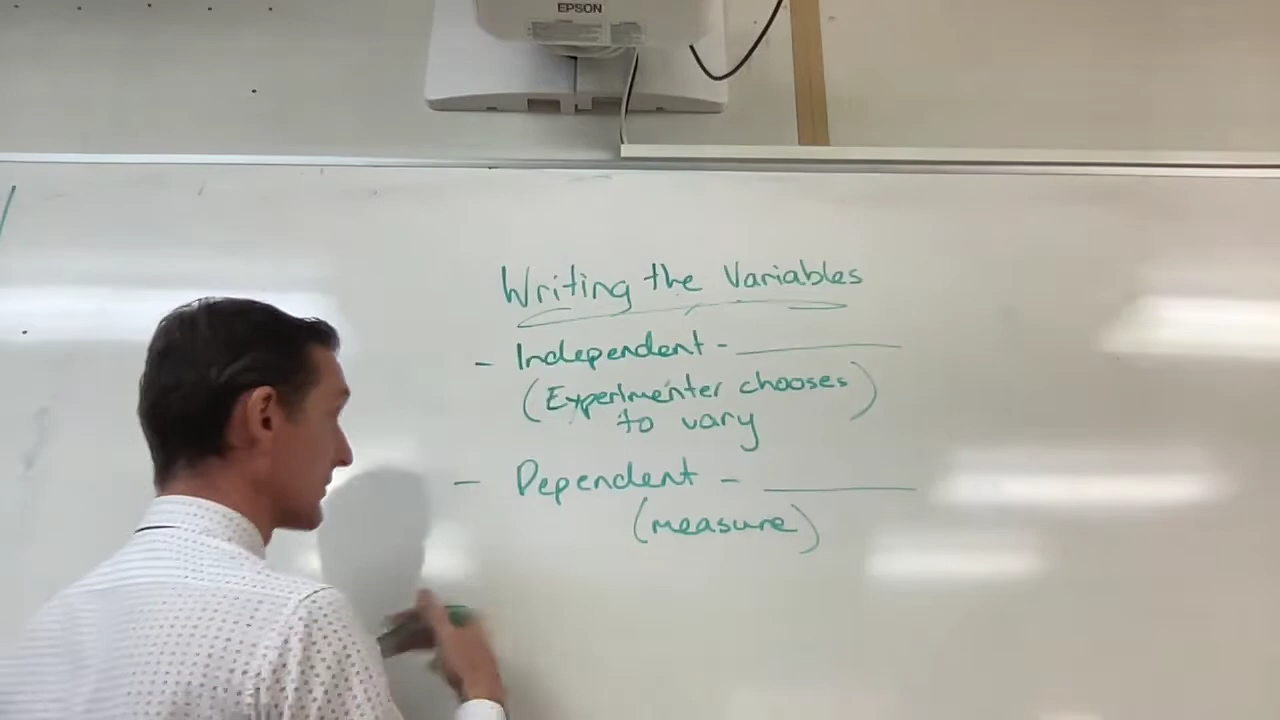 EPSON
Writing the Variables
- Independent - ________
(Experimenter chooses
to vary)
- Dependent - ________
(measure)